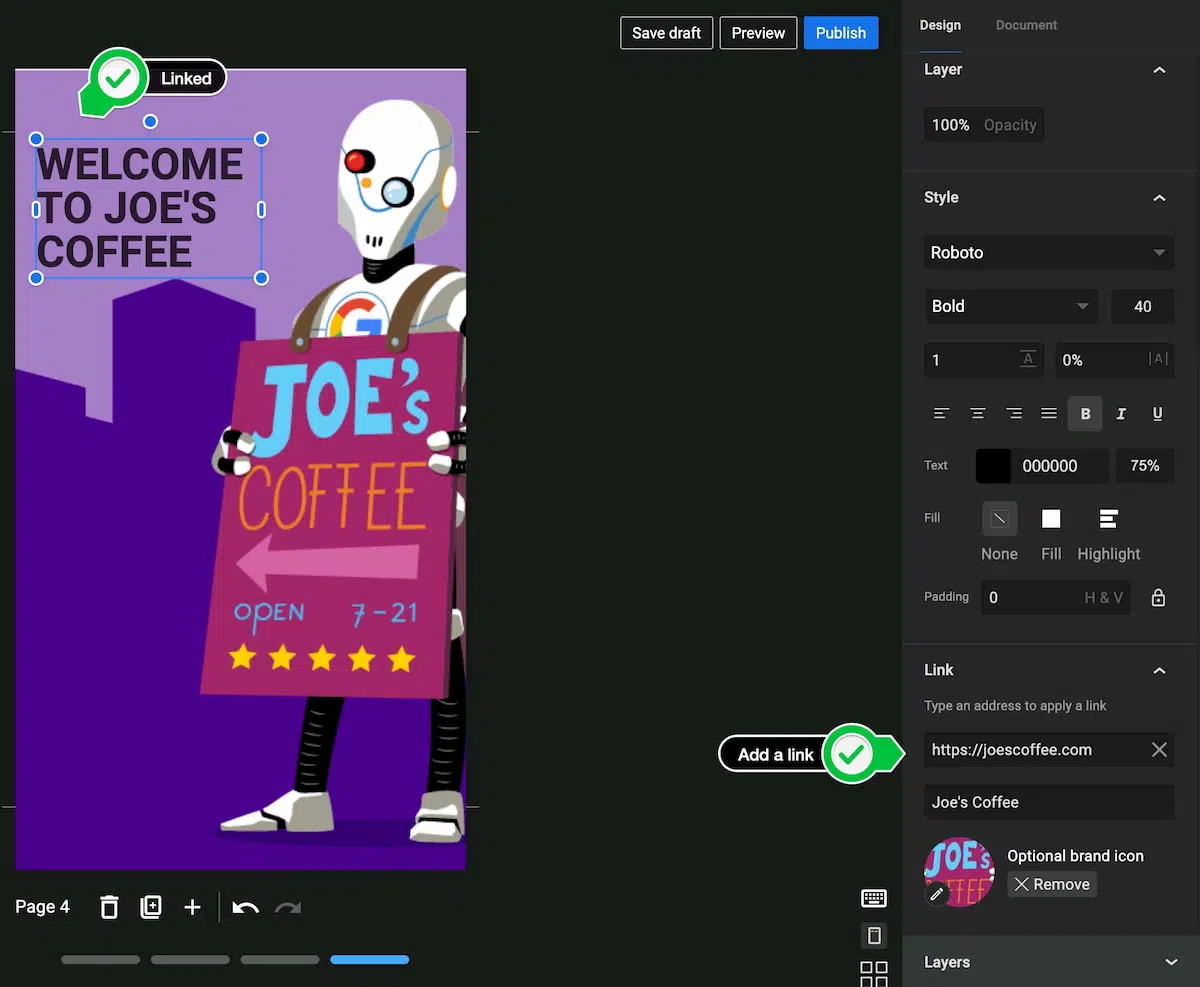 Save draft
Preview
Publish
Design
Document
Linked
WELCOME
TO JOE'S
COFFEE
JOE's
COFFEE
OPEN 7-21
Page 4
Add a link
Layer
100% Opacity
Style
Roboto
Bold
40
1
A
0%
|A|
B
I
U
Text
000000
75%
Fill
None
Fill
Highlight
Padding
0
H & V
Link
Type an address to apply a link
https://joescoffee.com
Joe's Coffee
JOE's
COFFEE
Optional brand icon
Remove
Layers